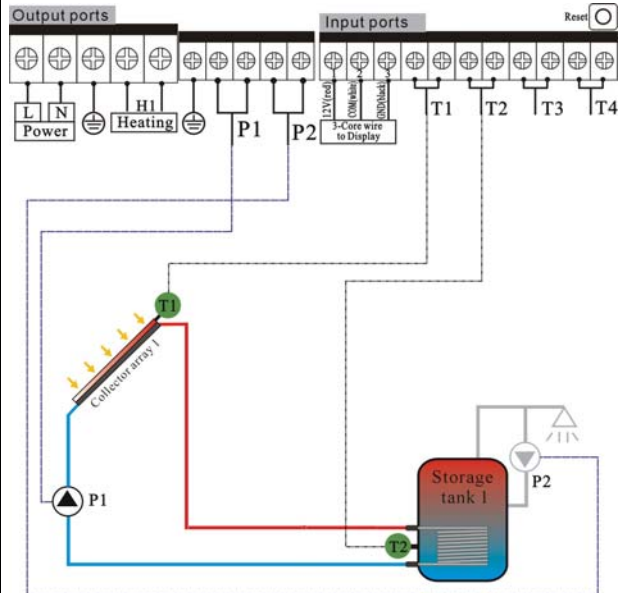 Output ports
Input ports
Reset
2
3
12V(red)
COM(white)
GND(black)
L
N
Power
H1
Heating
P1
P2
3-Core wire
to Display
T1
T2
T3
T4
T1
Collector array 1
P1
Storage
tank 1
P2
T2